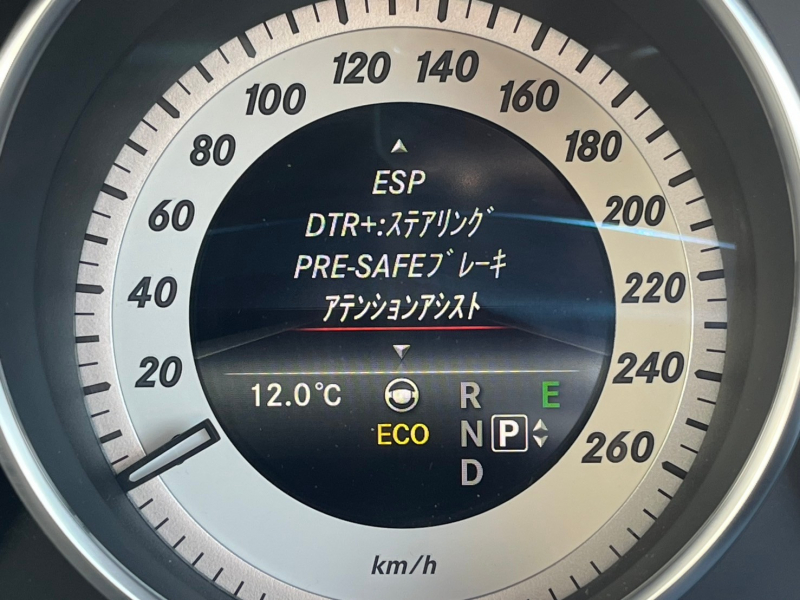 120 140
100 160
80 180
60 200
40 220
20 240
260
ESP
DTR+:ステアリング
PRE-SAFEブレーキ
アテンションアシスト
12.0℃ R E
ECO N P
D
km/h